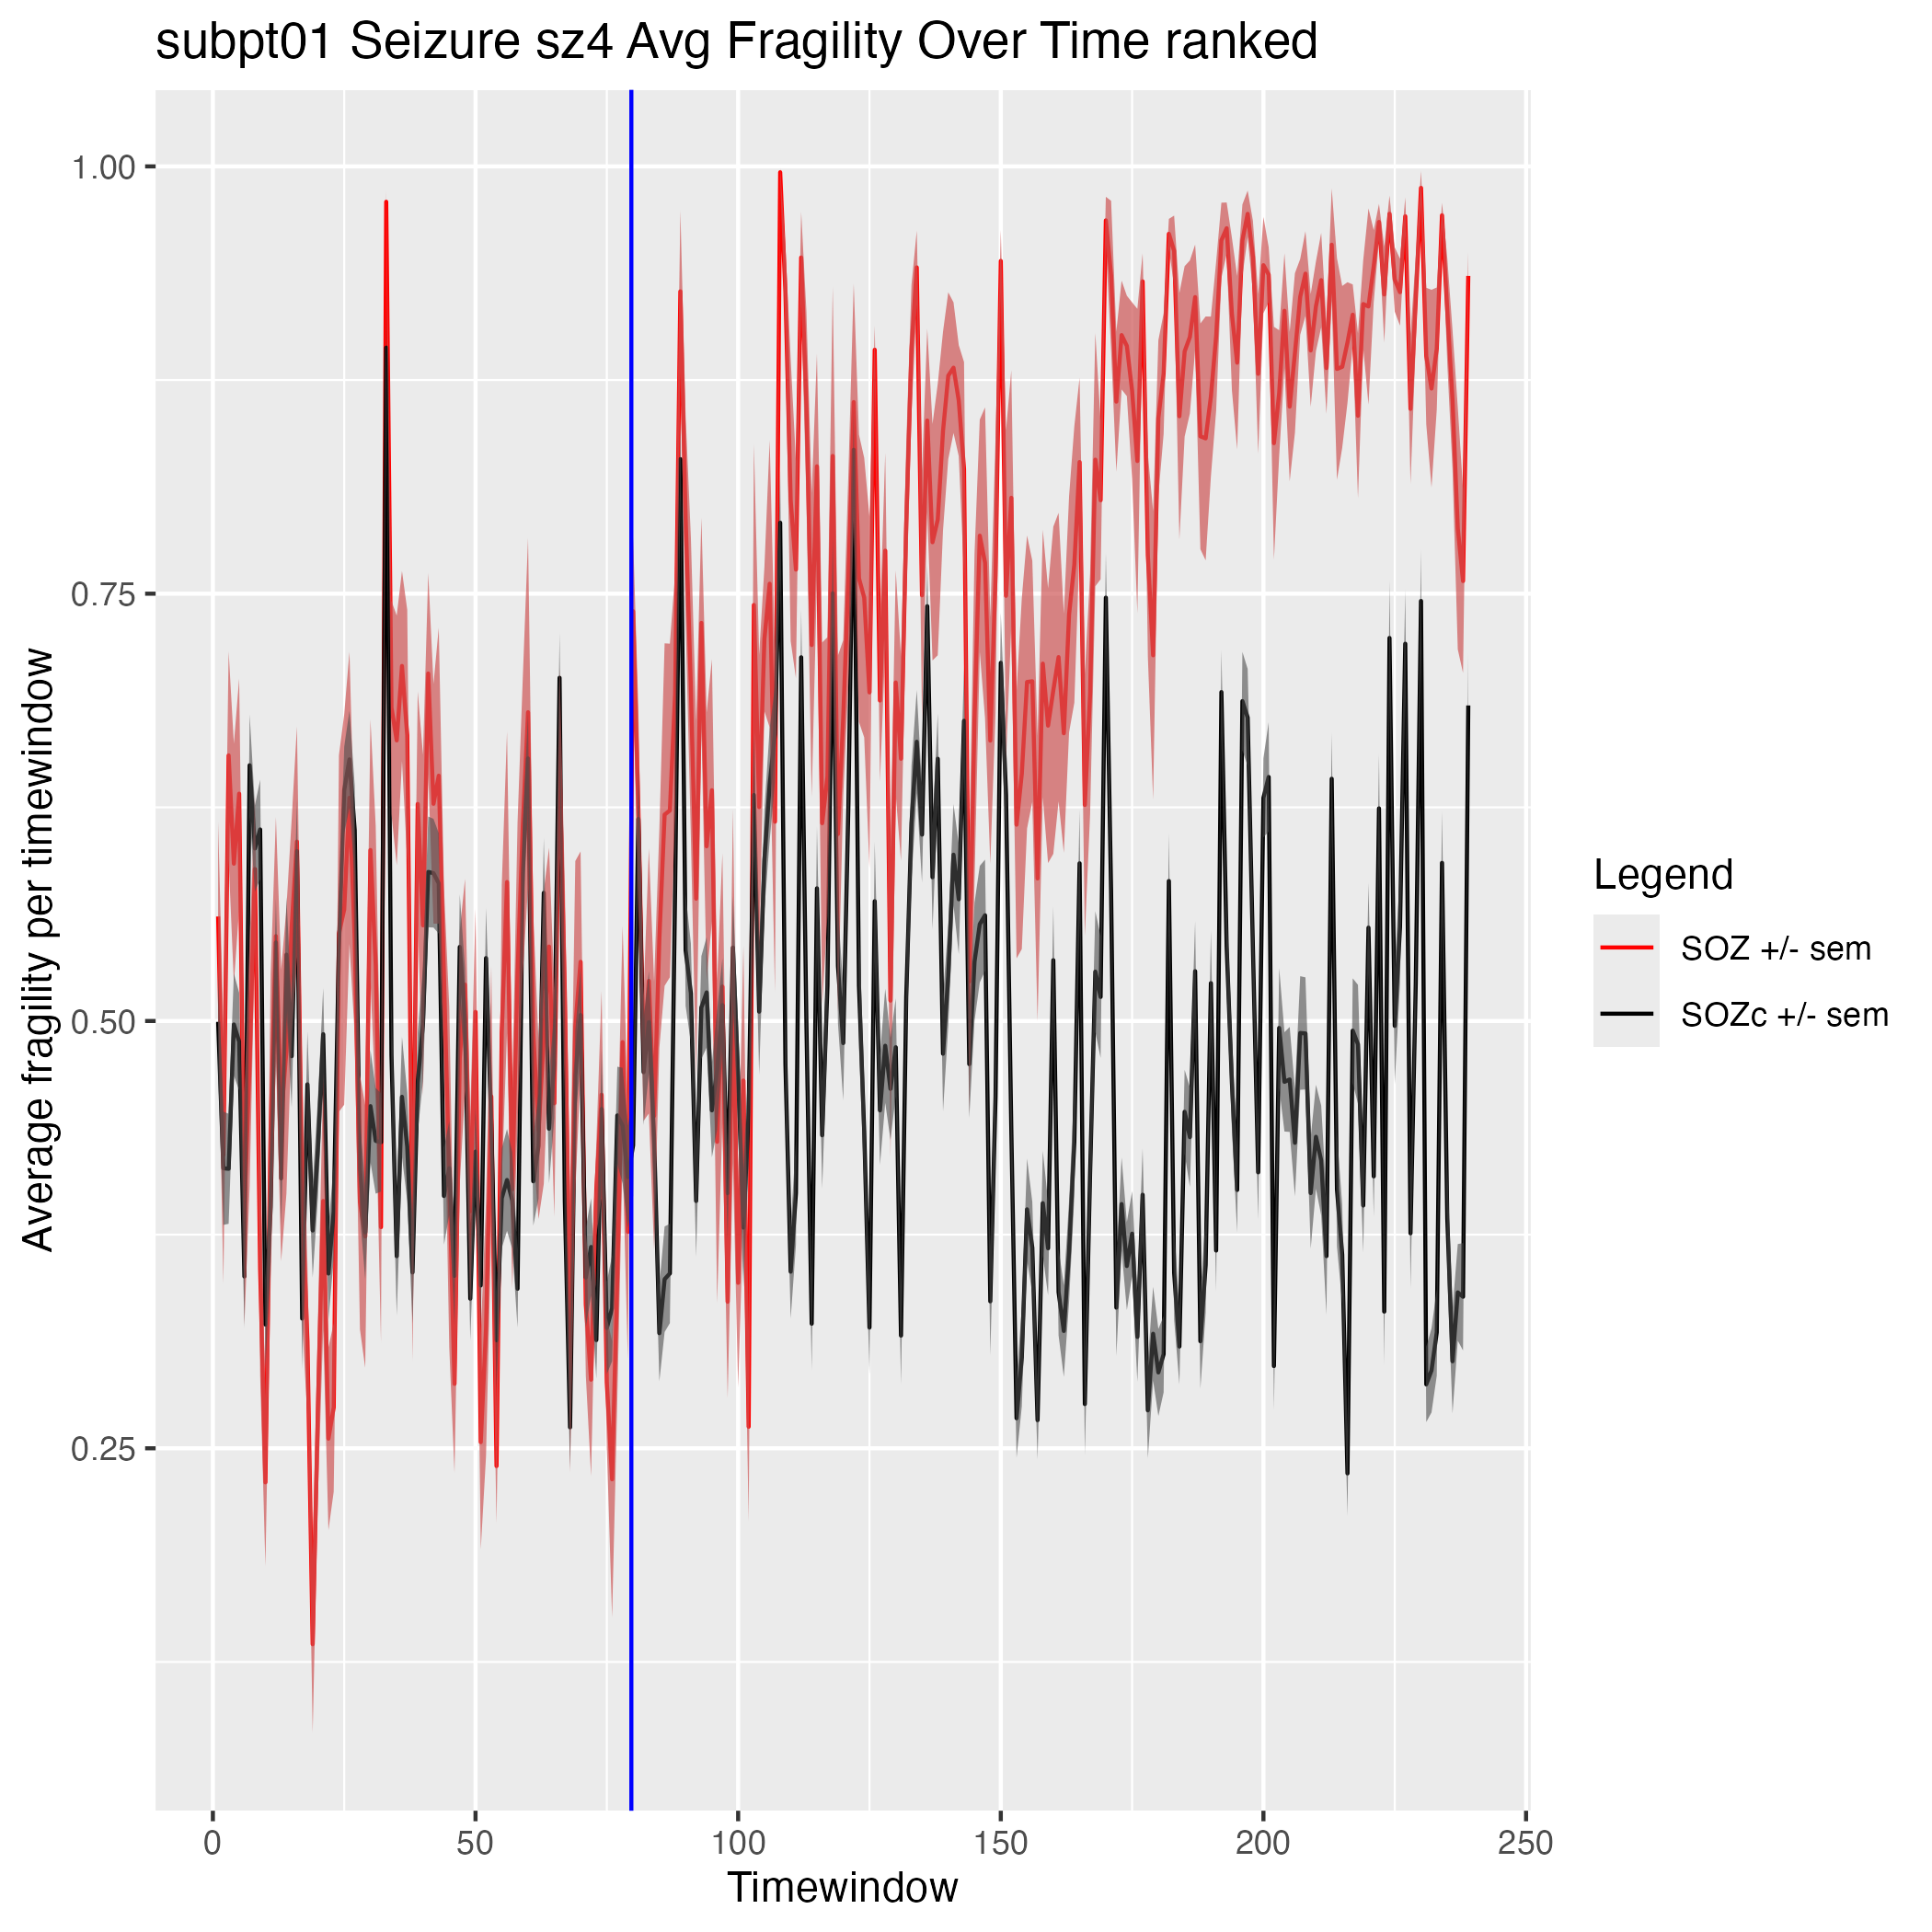 subpt01 Seizure sz4 Avg Fragility Over Time ranked
Average fragility per timewindow
1.00
0.75
0.50
0.25
0 50 100 150 200 250
Timewindow
Legend
SOZ +/- sem
SOZc +/- sem